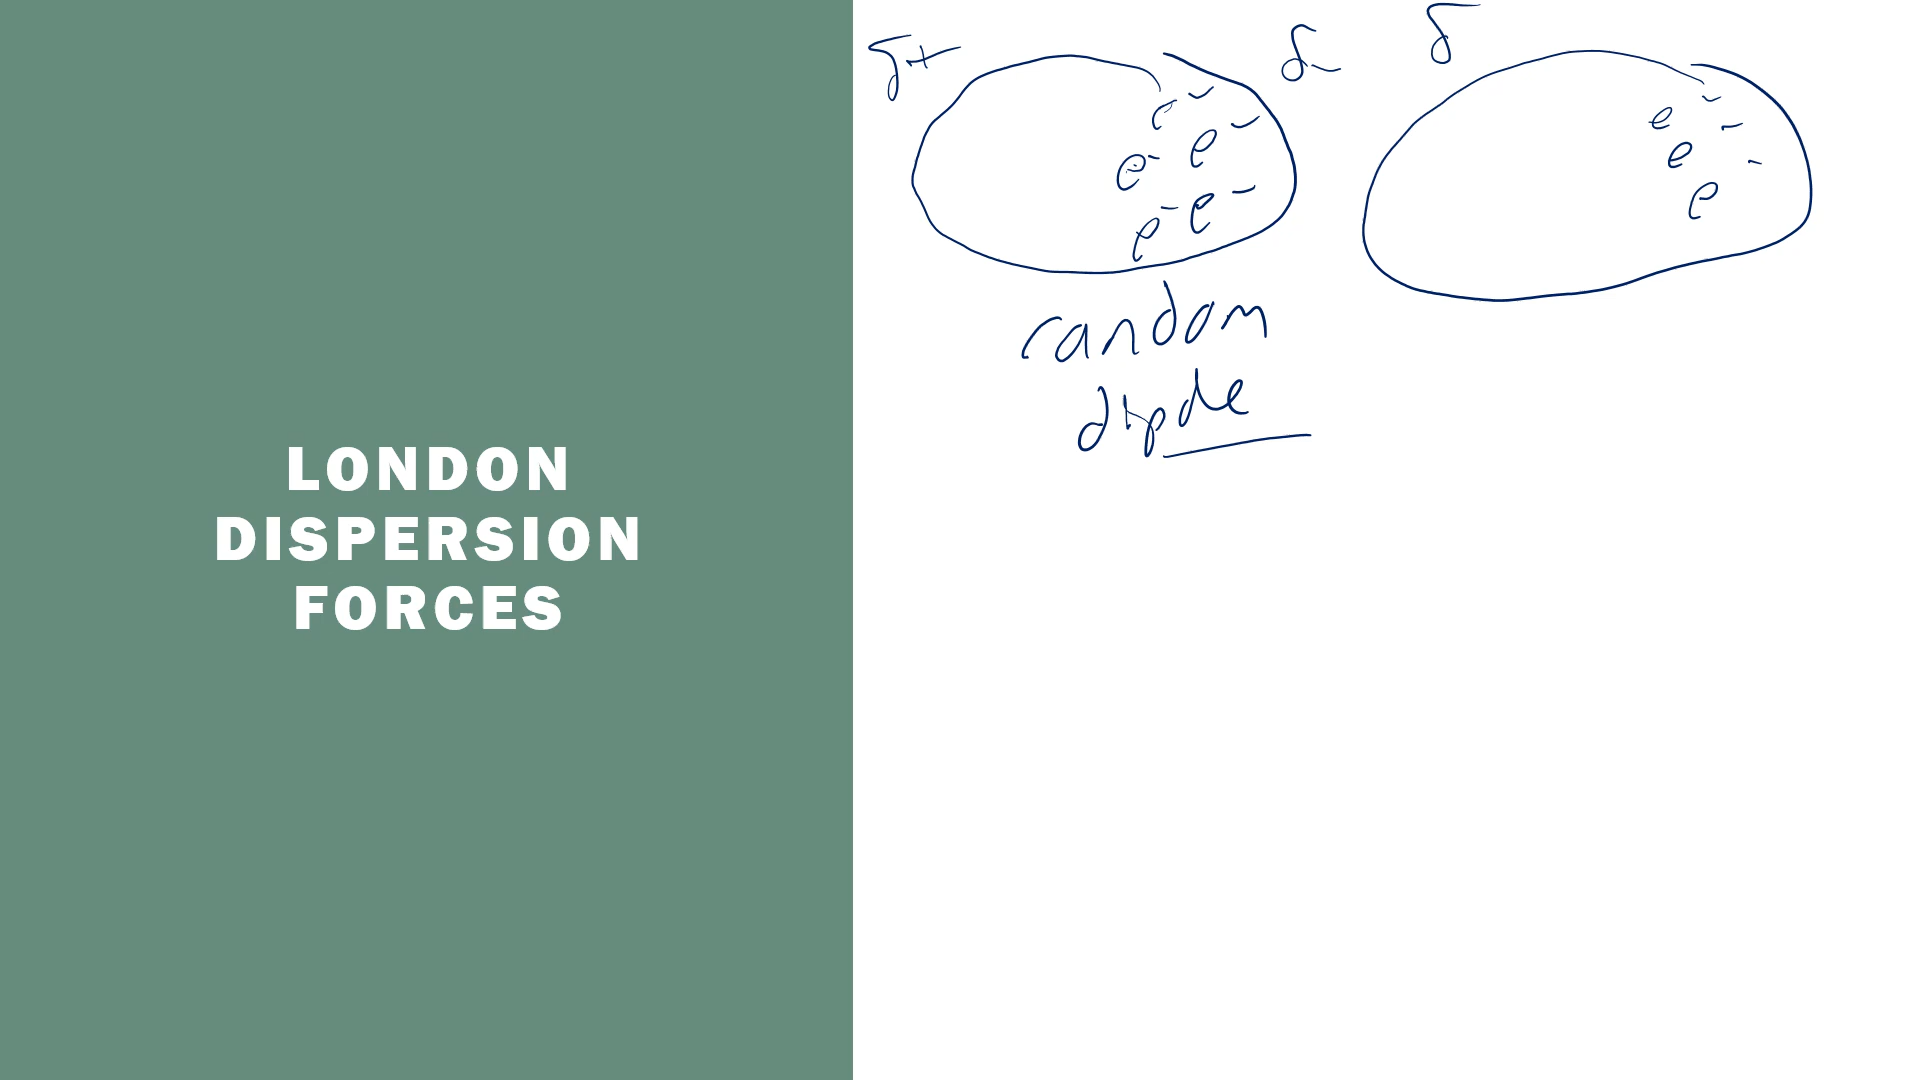 LONDON
DISPERSION
FORCES
δ+
δ-
δ
e-
e- e-
e- e-
e-
e-
e-
random
dipole